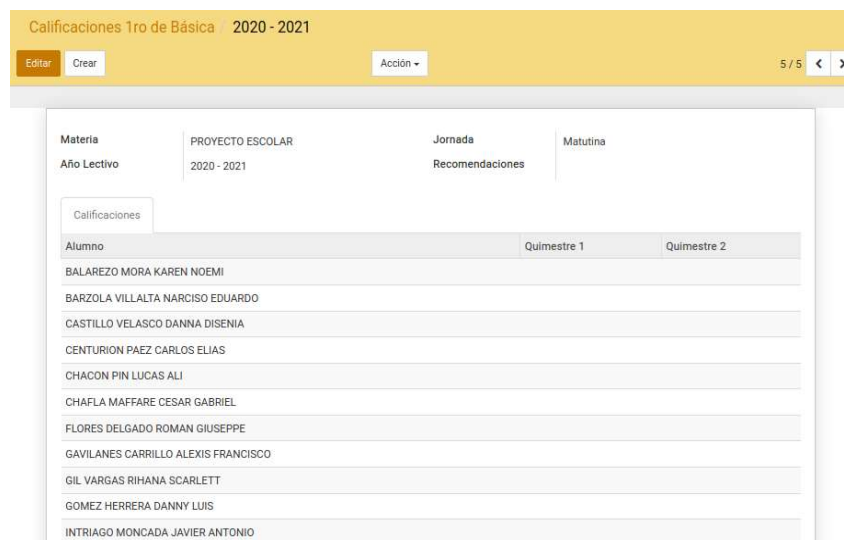 Calificaciones 1ro de Básica / 2020 - 2021
Editar Crear Acción 5 / 5
Materia PROYECTO ESCOLAR Jornada Matutina
Año Lectivo 2020 - 2021 Recomendaciones
Calificaciones
Alumno Quimestre 1 Quimestre 2
BALAREZO MORA KAREN NOEMI
BARZOLA VILLALTA NARCISO EDUARDO
CASTILLO VELASCO DANNA DISENIA
CENTURION PAEZ CARLOS ELIAS
CHACON PIN LUCAS ALI
CHAFLA MAFFARE CESAR GABRIEL
FLORES DELGADO ROMAN GIUSEPPE
GAVILANES CARRILLO ALEXIS FRANCISCO
GIL VARGAS RIHANA SCARLETT
GOMEZ HERRERA DANNY LUIS
INTRIAGO MONCADA JAVIER ANTONIO